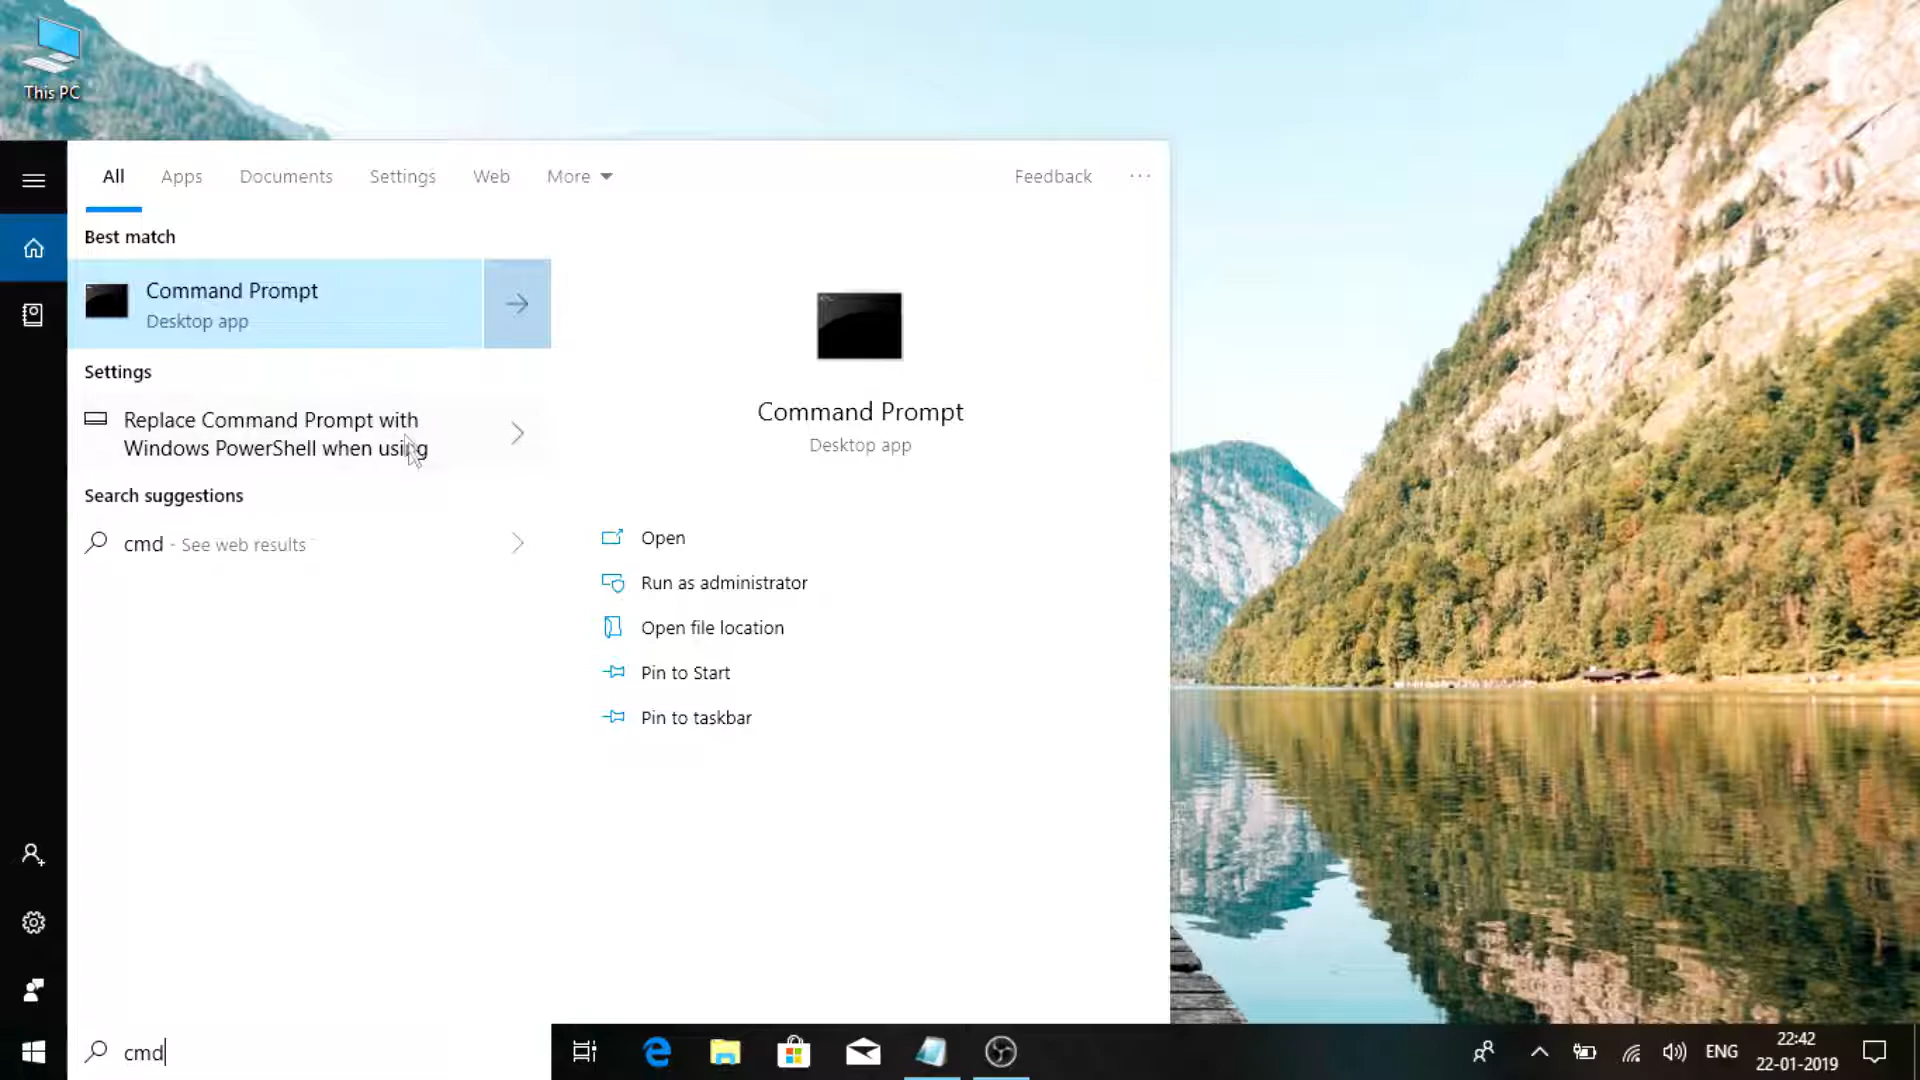 This PC
All Apps Documents Settings Web More Feedback ...
Best match
Command Prompt
Desktop app
Settings
Replace Command Prompt with
Windows PowerShell when using
Search suggestions
cmd - See web results
Command Prompt
Desktop app
Open
Run as administrator
Open file location
Pin to Start
Pin to taskbar
cmd
ENG
22:42
22-01-2019